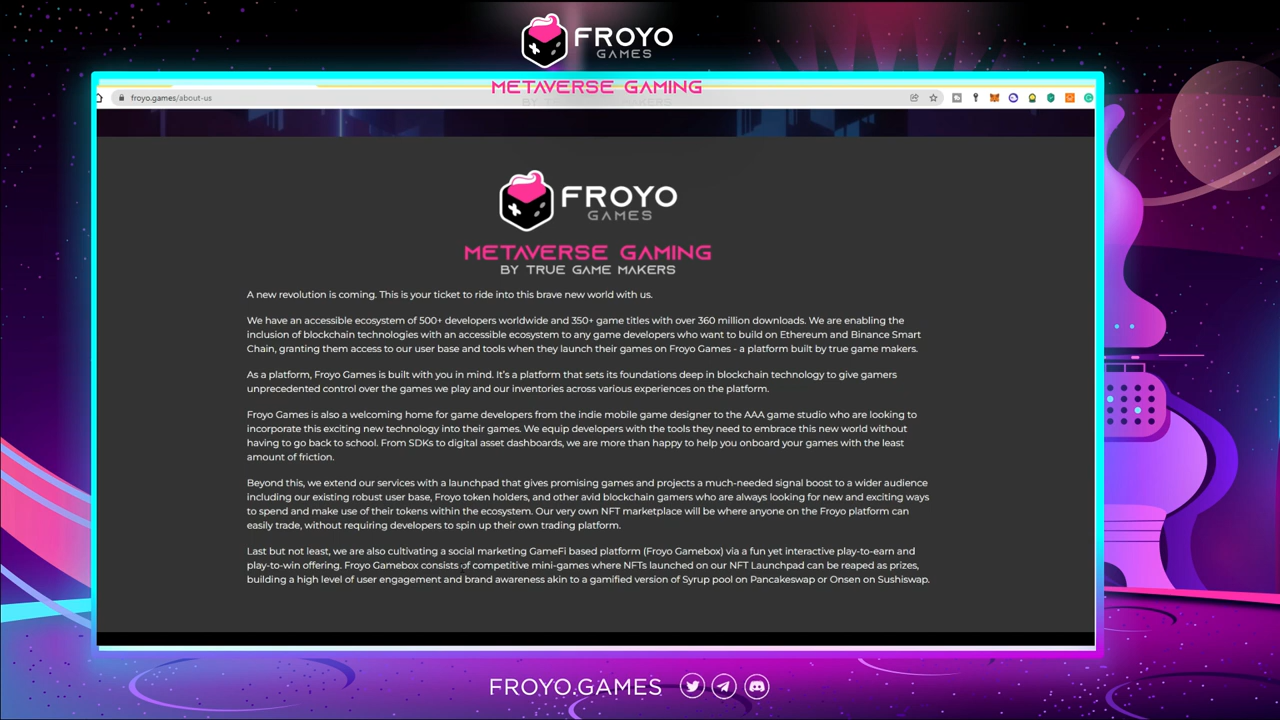 FROYO
GAMES
METAVERSE GAMING
froyo.games/about-us
FROYO
GAMES
METAVERSE GAMING
BY TRUE GAME MAKERS
A new revolution is coming. This is your ticket to ride into this brave new world with us.
We have an accessible ecosystem of 500+ developers worldwide and 350+ game titles with over 360 million downloads. We are enabling the
inclusion of blockchain technologies with an accessible ecosystem to any game developers who want to build on Ethereum and Binance Smart
Chain, granting them access to our user base and tools when they launch their games on Froyo Games - a platform built by true game makers.
As a platform, Froyo Games is built with you in mind. It's a platform that sets its foundations deep in blockchain technology to give gamers
unprecedented control over the games we play and our inventories across various experiences on the platform.
Froyo Games is also a welcoming home for game developers from the indie mobile game designer to the AAA game studio who are looking to
incorporate this exciting new technology into their games. We equip developers with the tools they need to embrace this new world without
having to go back to school. From SDKs to digital asset dashboards, we are more than happy to help you onboard your games with the least
amount of friction.
Beyond this, we extend our services with a launchpad that gives promising games and projects a much-needed signal boost to a wider audience
including our existing robust user base, Froyo token holders, and other avid blockchain gamers who are always looking for new and exciting ways
to spend and make use of their tokens within the ecosystem. Our very own NFT marketplace will be where anyone on the Froyo platform can
easily trade, without requiring developers to spin up their own trading platform.
Last but not least, we are also cultivating a social marketing GameFi based platform (Froyo Gamebox) via a fun yet interactive play-to-earn and
play-to-win offering. Froyo Gamebox consists of competitive mini-games where NFTs launched on our NFT Launchpad can be reaped as prizes,
building a high level of user engagement and brand awareness akin to a gamified version of Syrup pool on Pancakeswap or Onsen on Sushiswap.
FROYO.GAMES